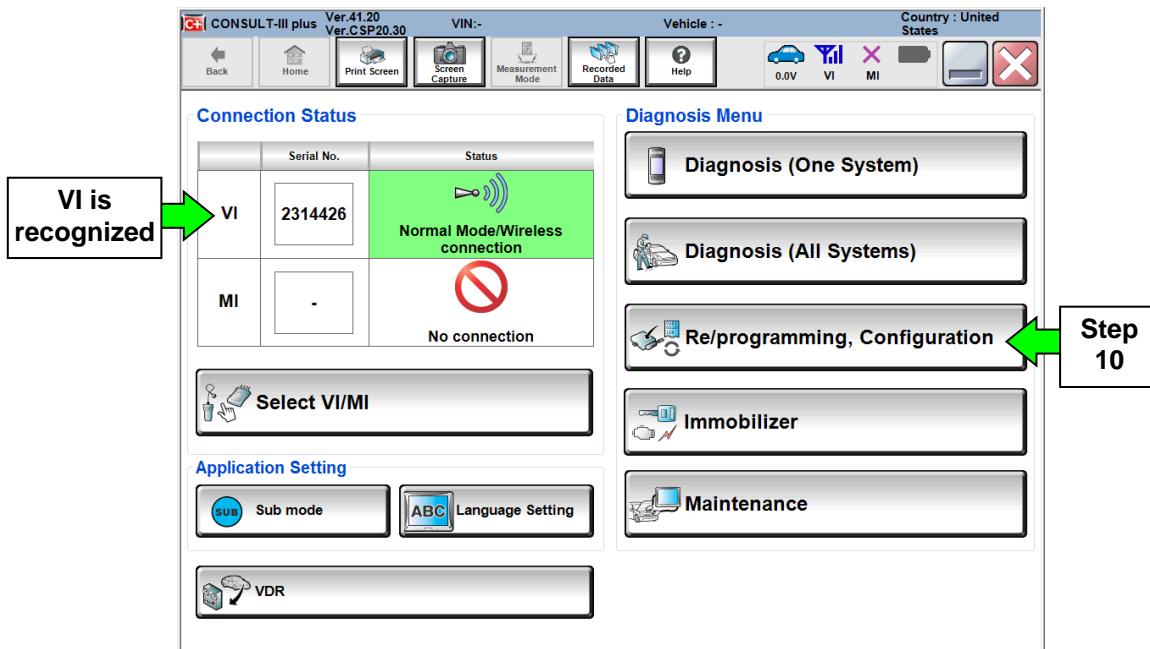 C+ CONSULT-III plus Ver.41.20 VIN:- Vehicle : - Country : United
Ver.CSP20.30 States
Back
Home
Print Screen
Screen
Capture
Measurement
Mode
Recorded
Data
Help
0.0V
VI
MI
Connection Status
Serial No. Status
VI is
recognized
VI 2314426
Normal Mode/Wireless
connection
MI -
No connection
Select VI/MI
Application Setting
SUB Sub mode
ABC Language Setting
VDR
Diagnosis Menu
Diagnosis (One System)
Diagnosis (All Systems)
Re/programming, Configuration
Step
10
Immobilizer
Maintenance